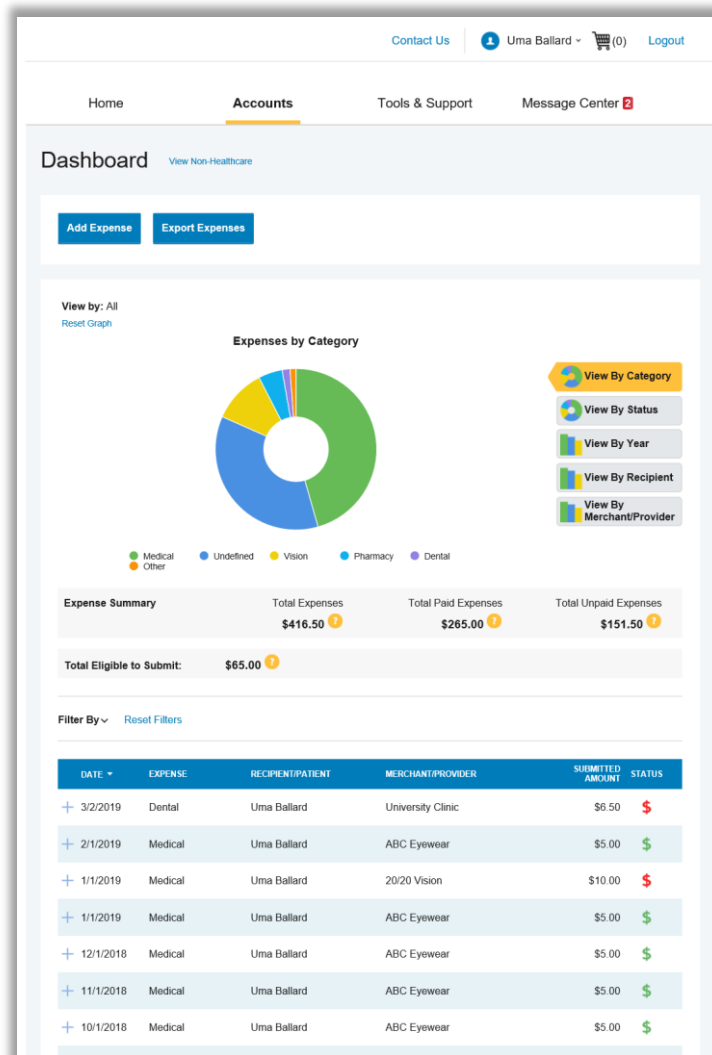 Contact Us Uma Ballard (0) Logout
Home Accounts Tools & Support Message Center 2
Dashboard View Non-Healthcare
Add Expense Export Expenses
View by: All
Reset Graph
Expenses by Category
View By Category
View By Status
View By Year
View By Recipient
View By
Merchant/Provider
Medical Undefined Vision Pharmacy Dental
Other
Expense Summary Total Expenses Total Paid Expenses Total Unpaid Expenses
$416.50 ? $265.00 ? $151.50 ?
Total Eligible to Submit: $65.00 ?
Filter By Reset Filters
DATE EXPENSE RECIPIENT/PATIENT MERCHANT/PROVIDER SUBMITTED AMOUNT STATUS
+ 3/2/2019 Dental Uma Ballard University Clinic $6.50 $
+ 2/1/2019 Medical Uma Ballard ABC Eyewear $5.00 $
+ 1/1/2019 Medical Uma Ballard 20/20 Vision $10.00 $
+ 1/1/2019 Medical Uma Ballard ABC Eyewear $5.00 $
+ 12/1/2018 Medical Uma Ballard ABC Eyewear $5.00 $
+ 11/1/2018 Medical Uma Ballard ABC Eyewear $5.00 $
+ 10/1/2018 Medical Uma Ballard ABC Eyewear $5.00 $